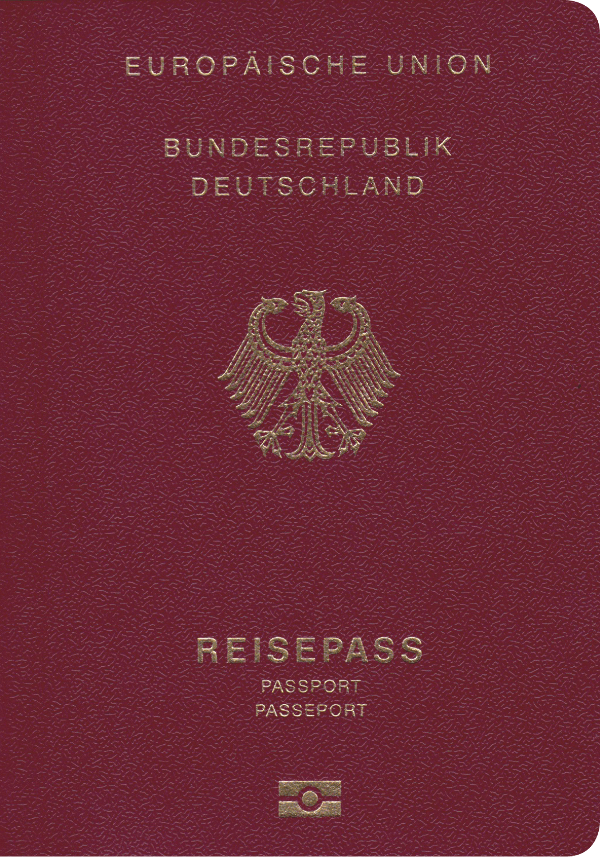 EUROPÄISCHE UNION
BUNDESREPUBLIK
DEUTSCHLAND
REISEPASS
PASSPORT
PASSEPORT